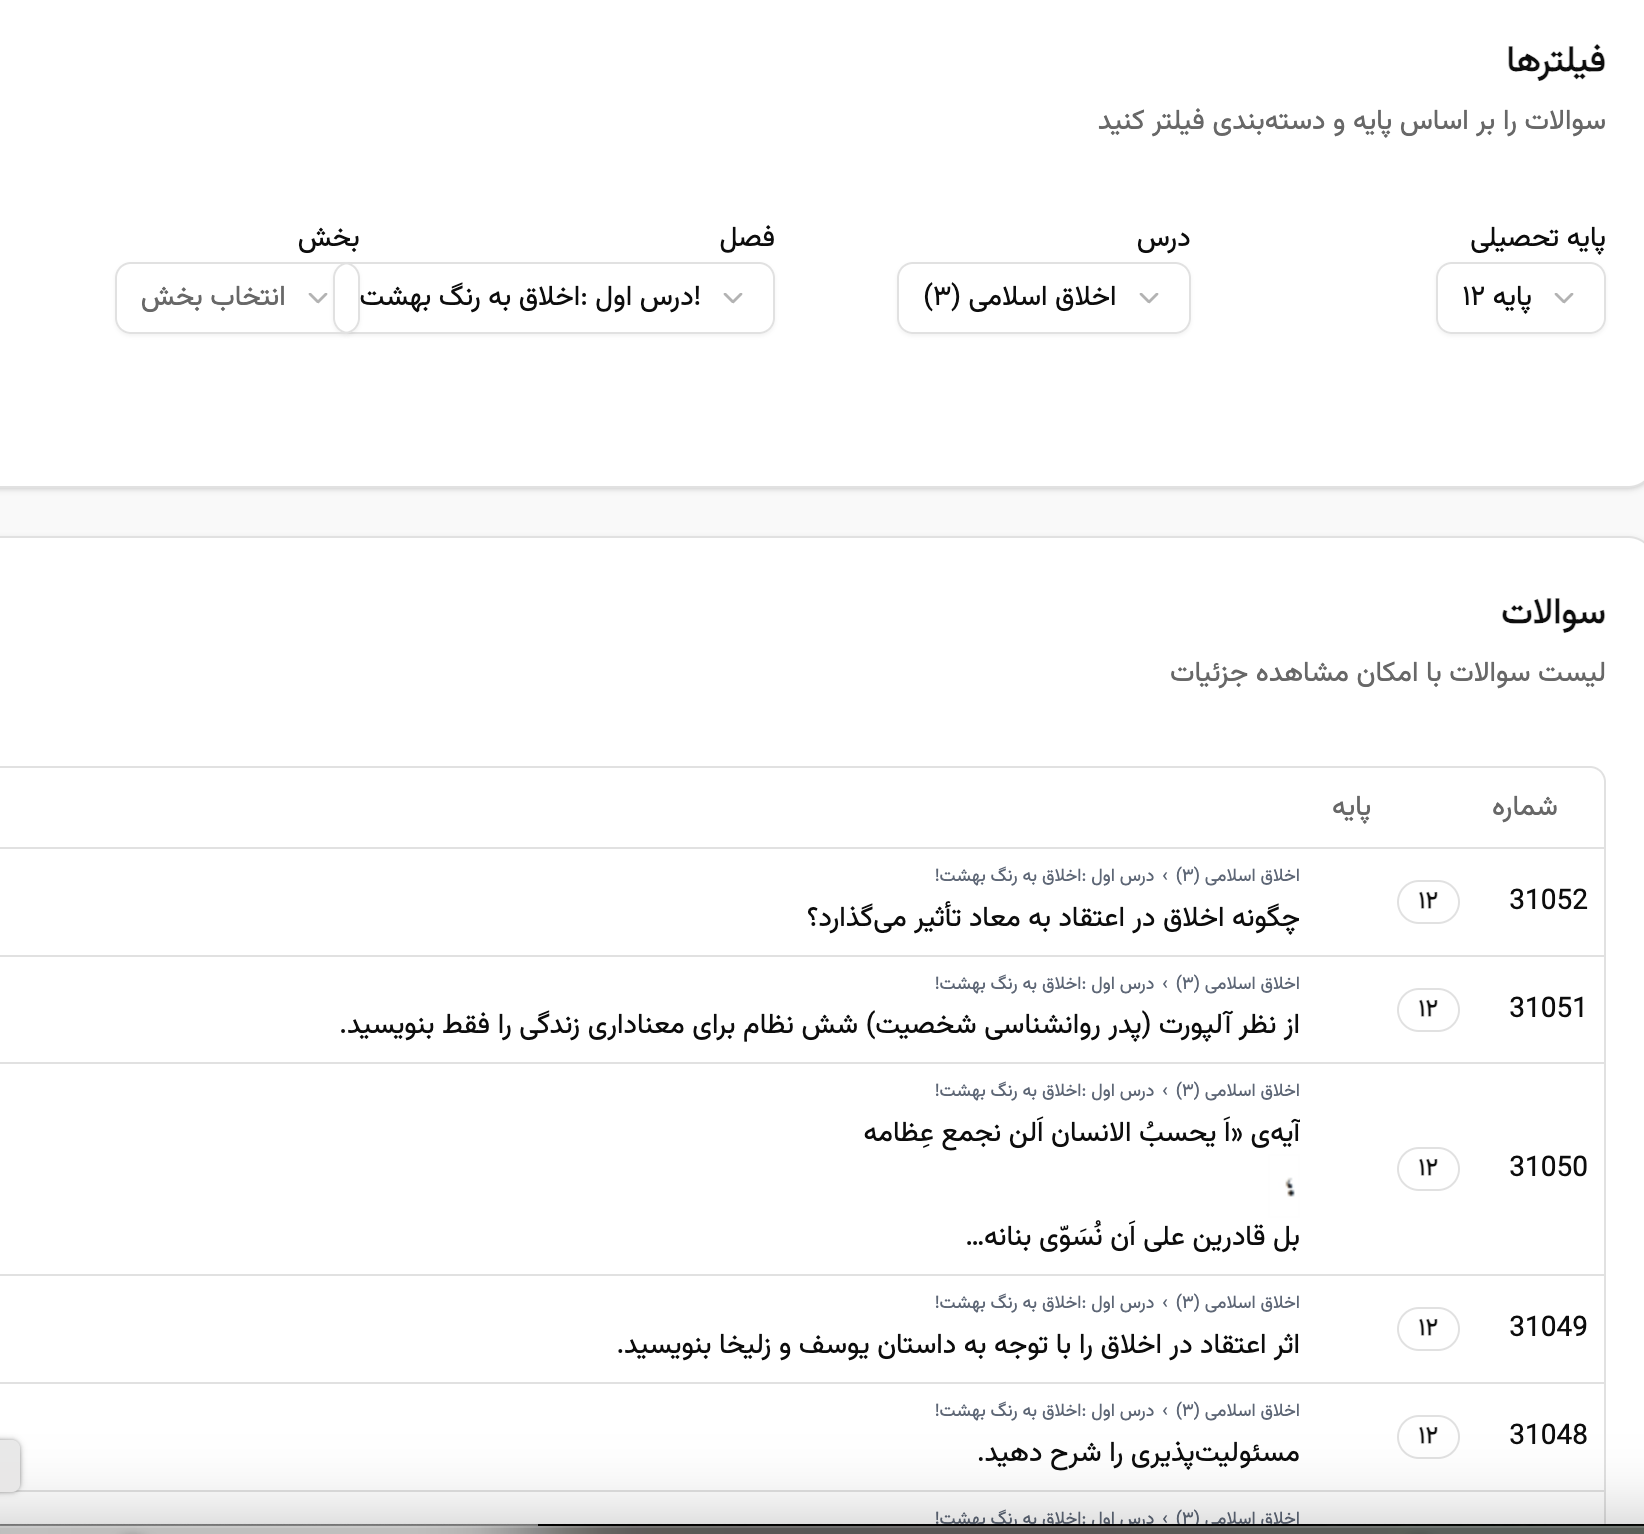 فیلترها
سوالات را بر اساس پایه و دسته‌بندی فیلتر کنید
پایه تحصیلی
درس
فصل
بخش
پایه ۱۲
اخلاق اسلامی (۳)
!درس اول :اخلاق به رنگ بهشت
انتخاب بخش
سوالات
لیست سوالات با امکان مشاهده جزئیات
شماره
پایه
اخلاق اسلامی (۳) › درس اول :اخلاق به رنگ بهشت!
31052
۱۲
چگونه اخلاق در اعتقاد به معاد تأثیر می‌گذارد؟
اخلاق اسلامی (۳) › درس اول :اخلاق به رنگ بهشت!
31051
۱۲
از نظر آلپورت (پدر روانشناسی شخصیت) شش نظام برای معناداری زندگی را فقط بنویسید.
اخلاق اسلامی (۳) › درس اول :اخلاق به رنگ بهشت!
آیه‌ی «اَ یحسبُ الانسان اَلن نجمع عِظامه
31050
۱۲
بل قادرین علی اَن نُسَوّی بنانه...
اخلاق اسلامی (۳) › درس اول :اخلاق به رنگ بهشت!
31049
۱۲
اثر اعتقاد در اخلاق را با توجه به داستان یوسف و زلیخا بنویسید.
اخلاق اسلامی (۳) › درس اول :اخلاق به رنگ بهشت!
31048
۱۲
مسئولیت‌پذیری را شرح دهید.
اخلاق اسلامی (۳) › درس اول :اخلاق به رنگ بهشت!